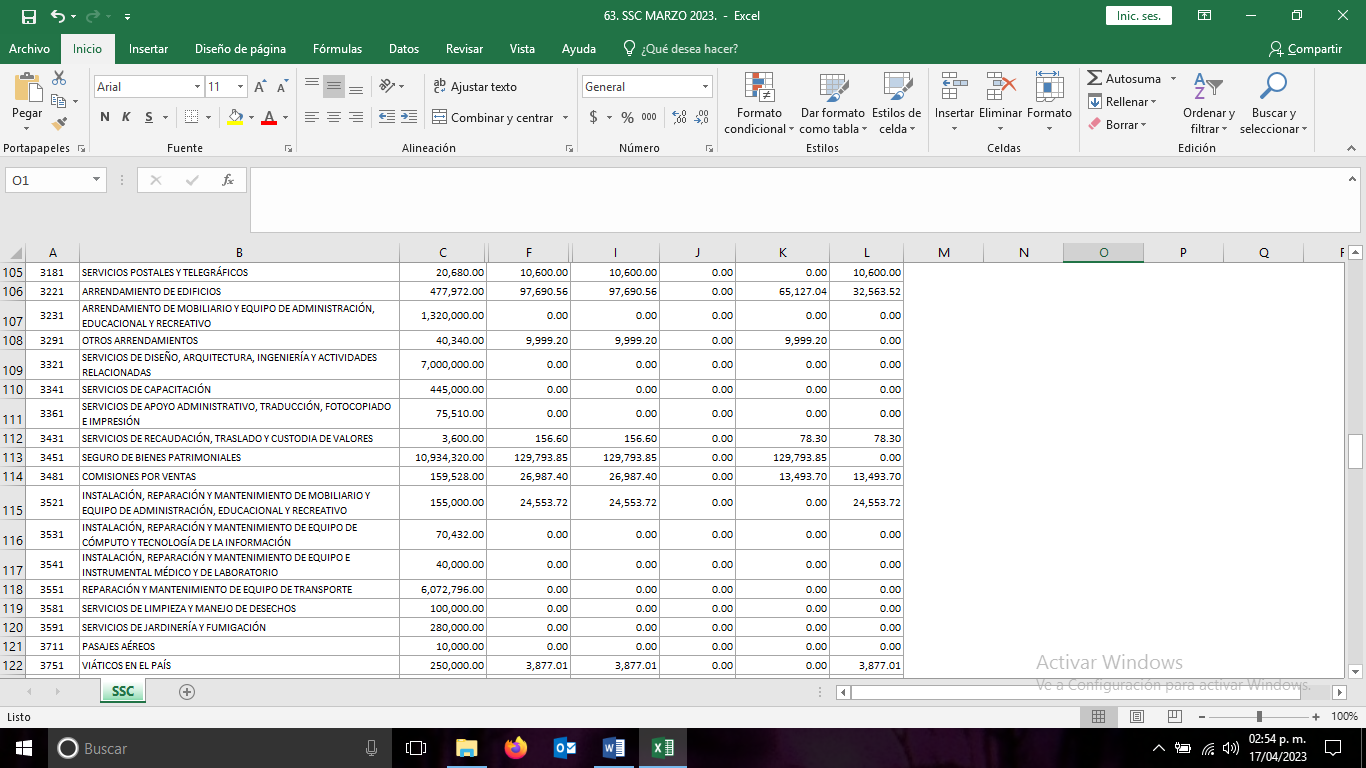 63. SSC MARZO 2023. - Excel
Inic. ses.
Archivo Inicio Insertar Diseño de página Fórmulas Datos Revisar Vista Ayuda ¿Qué desea hacer? Compartir
Pegar
Arial 11
N K S
Ajustar texto
Combinar y centrar
General
$ % 000
Formato condicional
Dar formato como tabla
Estilos de celda
Insertar Eliminar Formato
Autosuma
Rellenar
Borrar
Ordenar y filtrar
Buscar y seleccionar
Portapapeles Fuente Alineación Número Estilos Celdas Edición
O1 fx
A B C F I J K L M N O P Q
105 3181 SERVICIOS POSTALES Y TELEGRÁFICOS 20,680.00 10,600.00 10,600.00 0.00 0.00 10,600.00
106 3221 ARRENDAMIENTO DE EDIFICIOS 477,972.00 97,690.56 97,690.56 0.00 65,127.04 32,563.52
107 3231 ARRENDAMIENTO DE MOBILIARIO Y EQUIPO DE ADMINISTRACIÓN,
EDUCACIONAL Y RECREATIVO 1,320,000.00 0.00 0.00 0.00 0.00 0.00
108 3291 OTROS ARRENDAMIENTOS 40,340.00 9,999.20 9,999.20 0.00 9,999.20 0.00
109 3321 SERVICIOS DE DISEÑO, ARQUITECTURA, INGENIERÍA Y ACTIVIDADES
RELACIONADAS 7,000,000.00 0.00 0.00 0.00 0.00 0.00
110 3341 SERVICIOS DE CAPACITACIÓN 445,000.00 0.00 0.00 0.00 0.00 0.00
111 3361 SERVICIOS DE APOYO ADMINISTRATIVO, TRADUCCIÓN, FOTOCOPIADO
E IMPRESIÓN 75,510.00 0.00 0.00 0.00 0.00 0.00
112 3431 SERVICIOS DE RECAUDACIÓN, TRASLADO Y CUSTODIA DE VALORES 3,600.00 156.60 156.60 0.00 78.30 78.30
113 3451 SEGURO DE BIENES PATRIMONIALES 10,934,320.00 129,793.85 129,793.85 0.00 129,793.85 0.00
114 3481 COMISIONES POR VENTAS 159,528.00 26,987.40 26,987.40 0.00 13,493.70 13,493.70
115 3521 INSTALACIÓN, REPARACIÓN Y MANTENIMIENTO DE MOBILIARIO Y
EQUIPO DE ADMINISTRACIÓN, EDUCACIONAL Y RECREATIVO 155,000.00 24,553.72 24,553.72 0.00 0.00 24,553.72
116 3531 INSTALACIÓN, REPARACIÓN Y MANTENIMIENTO DE EQUIPO DE
CÓMPUTO Y TECNOLOGÍA DE LA INFORMACIÓN 70,432.00 0.00 0.00 0.00 0.00 0.00
117 3541 INSTALACIÓN, REPARACIÓN Y MANTENIMIENTO DE EQUIPO E
INSTRUMENTAL MÉDICO Y DE LABORATORIO 40,000.00 0.00 0.00 0.00 0.00 0.00
118 3551 REPARACIÓN Y MANTENIMIENTO DE EQUIPO DE TRANSPORTE 6,072,796.00 0.00 0.00 0.00 0.00 0.00
119 3581 SERVICIOS DE LIMPIEZA Y MANEJO DE DESECHOS 100,000.00 0.00 0.00 0.00 0.00 0.00
120 3591 SERVICIOS DE JARDINERÍA Y FUMIGACIÓN 280,000.00 0.00 0.00 0.00 0.00 0.00
121 3711 PASAJES AÉREOS 10,000.00 0.00 0.00 0.00 0.00 0.00
122 3751 VIÁTICOS EN EL PAÍS 250,000.00 3,877.01 3,877.01 0.00 0.00 3,877.01
Activar Windows
Ve a Configuración para activar Windows.
SSC
Listo 100%
Buscar
02:54 p. m.
17/04/2023